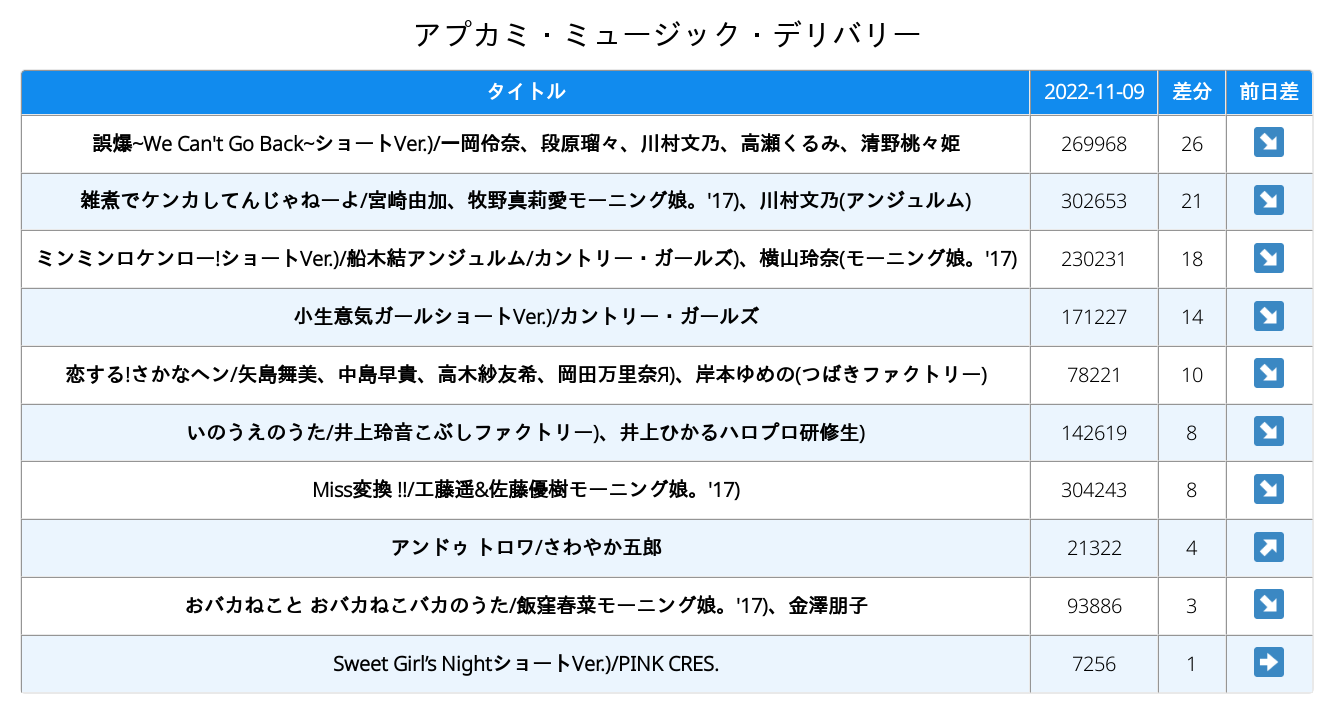 アプカミ・ミュージック・デリバリー
タイトル 2022-11-09 差分 前日差
誤爆~We Can't Go Back~ショートVer.)/一岡伶奈、段原瑠々、川村文乃、高瀬くるみ、清野桃々姫 269968 26
雑煮でケンカしてんじゃねーよ/宮崎由加、牧野真莉愛モーニング娘。'17)、川村文乃(アンジュルム) 302653 21
ミンミンロケンロー!ショートVer.)/船木結アンジュルム/カントリー・ガールズ)、横山玲奈(モーニング娘。'17) 230231 18
小生意気ガールショートVer.)/カントリー・ガールズ 171227 14
恋する!さかなヘン/矢島舞美、中島早貴、高木紗友希、岡田万里奈Я)、岸本ゆめの(つばきファクトリー) 78221 10
いのうえのうた/井上玲音こぶしファクトリー)、井上ひかるハロプロ研修生) 142619 8
Miss変換 !!/工藤遥&佐藤優樹モーニング娘。'17) 304243 8
アンドゥ トロワ/さわやか五郎 21322 4
おバカねこと おバカねこバカのうた/飯窪春菜モーニング娘。'17)、金澤朋子 93886 3
Sweet Girl’s NightショートVer.)/PINK CRES. 7256 1